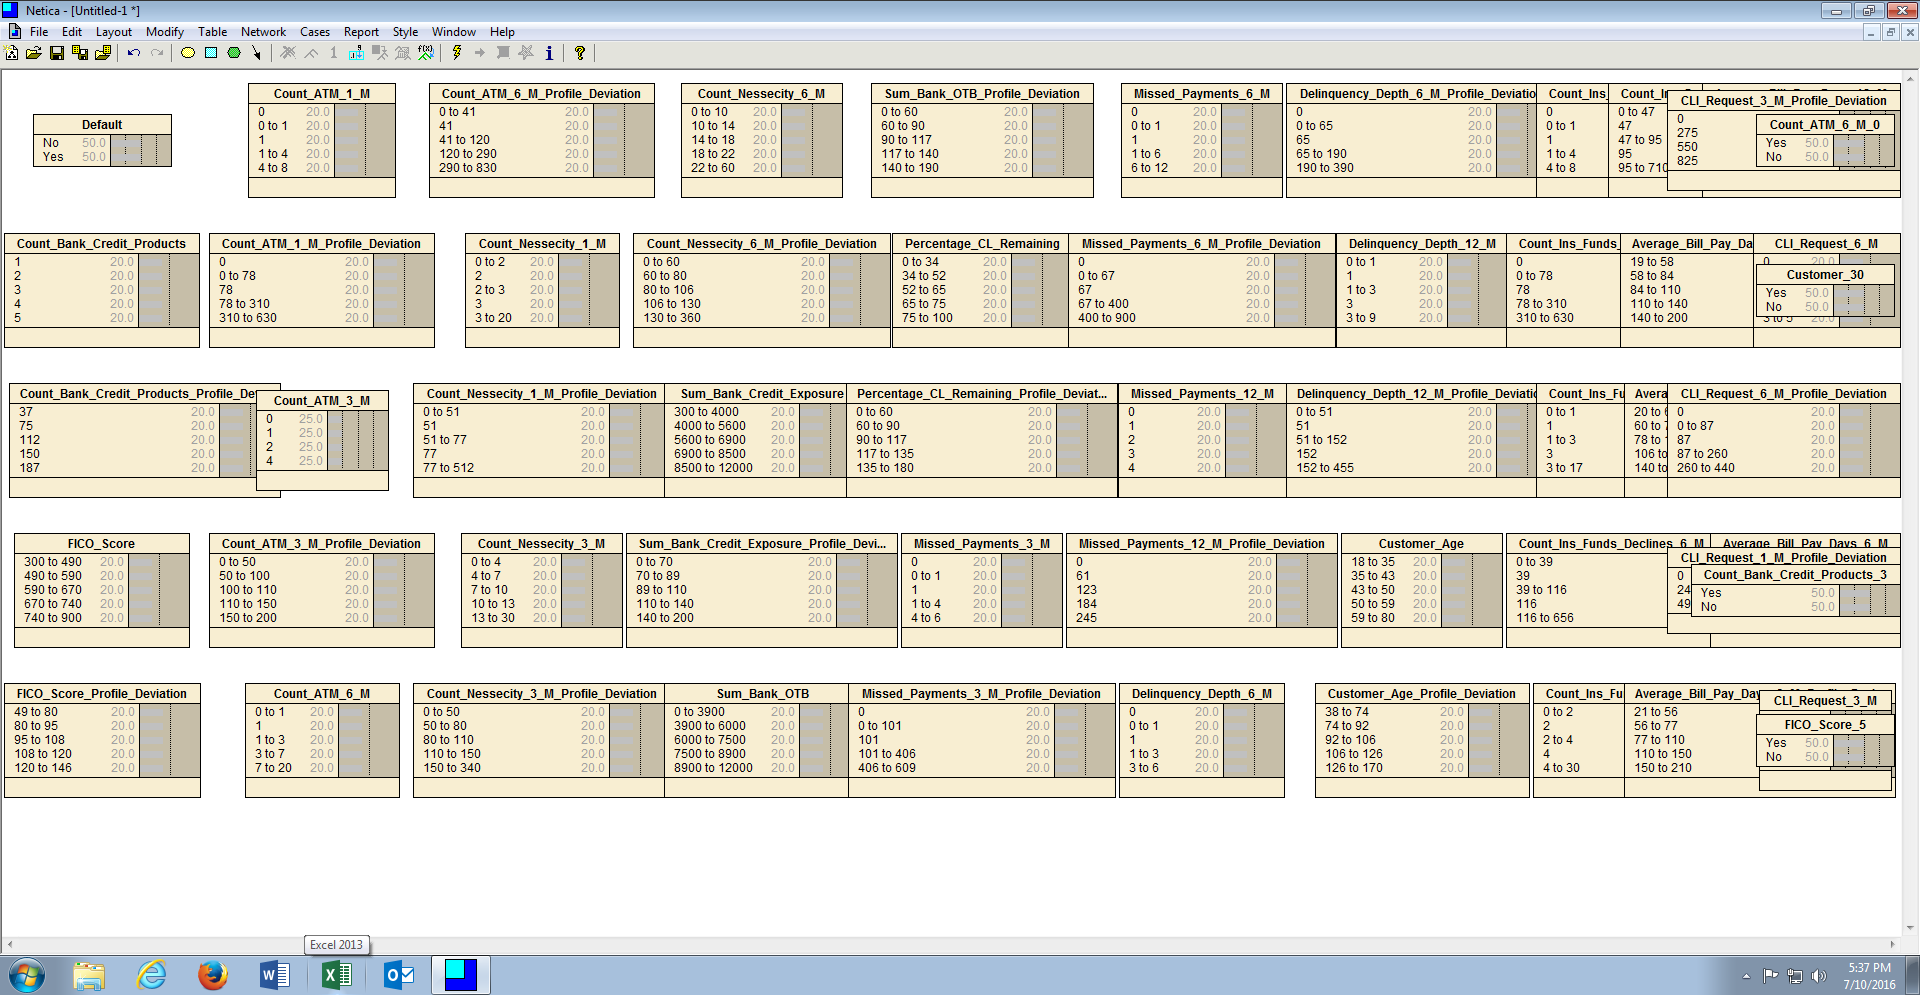 Netica - [Untitled-1 *]
File Edit Layout Modify Table Network Cases Report Style Window Help
Default
No 50.0
Yes 50.0
Count_ATM_1_M
0 20.0
0 to 1 20.0
1 20.0
1 to 4 20.0
4 to 8 20.0
Count_ATM_6_M_Profile_Deviation
0 to 41 20.0
41 20.0
41 to 120 20.0
120 to 290 20.0
290 to 830 20.0
Count_Nessecity_6_M
0 to 10 20.0
10 to 14 20.0
14 to 18 20.0
18 to 22 20.0
22 to 60 20.0
Sum_Bank_OTB_Profile_Deviation
0 to 60 20.0
60 to 90 20.0
90 to 117 20.0
117 to 140 20.0
140 to 190 20.0
Missed_Payments_6_M
0 20.0
0 to 1 20.0
1 20.0
1 to 6 20.0
6 to 12 20.0
Delinquency_Depth_6_M_Profile_Deviatio
0 20.0
0 to 65 20.0
65 20.0
65 to 190 20.0
190 to 390 20.0
Count_Ins_
0
0 to 1
1
1 to 4
4 to 8
Count_In
0 to 47
47
47 to 95
95
95 to 710
CLI_Request_3_M_Profile_Deviation
0
275
550
825
Count_ATM_6_M_0
Yes 50.0
No 50.0
Count_Bank_Credit_Products
1 20.0
2 20.0
3 20.0
4 20.0
5 20.0
Count_ATM_1_M_Profile_Deviation
0 20.0
0 to 78 20.0
78 20.0
78 to 310 20.0
310 to 630 20.0
Count_Nessecity_1_M
0 to 2 20.0
2 20.0
2 to 3 20.0
3 20.0
3 to 20 20.0
Count_Nessecity_6_M_Profile_Deviation
0 to 60 20.0
60 to 80 20.0
80 to 106 20.0
106 to 130 20.0
130 to 360 20.0
Percentage_CL_Remaining
0 to 34 20.0
34 to 52 20.0
52 to 65 20.0
65 to 75 20.0
75 to 100 20.0
Missed_Payments_6_M_Profile_Deviation
0 20.0
0 to 67 20.0
67 20.0
67 to 400 20.0
400 to 900 20.0
Delinquency_Depth_12_M
0 to 1 20.0
1 20.0
1 to 3 20.0
3 20.0
3 to 9 20.0
Count_Ins_Funds_
0
0 to 78
78
78 to 310
310 to 630
Average_Bill_Pay_Da
19 to 58
58 to 84
84 to 110
110 to 140
140 to 200
CLI_Request_6_M
0 20.0
3 to 5 20.0
Customer_30
Yes 50.0
No 50.0
Count_Bank_Credit_Products_Profile_De
37 20.0
75 20.0
112 20.0
150 20.0
187 20.0
Count_ATM_3_M
0 25.0
1 25.0
2 25.0
4 25.0
Count_Nessecity_1_M_Profile_Deviation
0 to 51 20.0
51 20.0
51 to 77 20.0
77 20.0
77 to 512 20.0
Sum_Bank_Credit_Exposure
300 to 4000 20.0
4000 to 5600 20.0
5600 to 6900 20.0
6900 to 8500 20.0
8500 to 12000 20.0
Percentage_CL_Remaining_Profile_Deviat...
0 to 60 20.0
60 to 90 20.0
90 to 117 20.0
117 to 135 20.0
135 to 180 20.0
Missed_Payments_12_M
0 20.0
1 20.0
2 20.0
3 20.0
4 20.0
Delinquency_Depth_12_M_Profile_Deviatio
0 to 51 20.0
51 20.0
51 to 152 20.0
152 20.0
152 to 455 20.0
Count_Ins_Fu
0 to 1
1
1 to 3
3
3 to 17
Avera
20 to
60 to
78 to
106 to
140 to
CLI_Request_6_M_Profile_Deviation
0 20.0
0 to 87 20.0
87 20.0
87 to 260 20.0
260 to 440 20.0
FICO_Score
300 to 490 20.0
490 to 590 20.0
590 to 670 20.0
670 to 740 20.0
740 to 900 20.0
Count_ATM_3_M_Profile_Deviation
0 to 50 20.0
50 to 100 20.0
100 to 110 20.0
110 to 150 20.0
150 to 200 20.0
Count_Nessecity_3_M
0 to 4 20.0
4 to 7 20.0
7 to 10 20.0
10 to 13 20.0
13 to 30 20.0
Sum_Bank_Credit_Exposure_Profile_Devi...
0 to 70 20.0
70 to 89 20.0
89 to 110 20.0
110 to 140 20.0
140 to 200 20.0
Missed_Payments_3_M
0 20.0
0 to 1 20.0
1 20.0
1 to 4 20.0
4 to 6 20.0
Missed_Payments_12_M_Profile_Deviation
0 20.0
61 20.0
123 20.0
184 20.0
245 20.0
Customer_Age
18 to 35 20.0
35 to 43 20.0
43 to 50 20.0
50 to 59 20.0
59 to 80 20.0
Count_Ins_Funds_Declines_6_M
0 to 39
39
39 to 116
116
116 to 656
Average_Bill_Pay_Days_6_M
CLI_Request_1_M_Profile_Deviation
0
24
49
Count_Bank_Credit_Products_3
Yes 50.0
No 50.0
FICO_Score_Profile_Deviation
49 to 80 20.0
80 to 95 20.0
95 to 108 20.0
108 to 120 20.0
120 to 146 20.0
Count_ATM_6_M
0 to 1 20.0
1 20.0
1 to 3 20.0
3 to 7 20.0
7 to 20 20.0
Count_Nessecity_3_M_Profile_Deviation
0 to 50 20.0
50 to 80 20.0
80 to 110 20.0
110 to 150 20.0
150 to 340 20.0
Sum_Bank_OTB
0 to 3900 20.0
3900 to 6000 20.0
6000 to 7500 20.0
7500 to 8900 20.0
8900 to 12000 20.0
Missed_Payments_3_M_Profile_Deviation
0 20.0
0 to 101 20.0
101 20.0
101 to 406 20.0
406 to 609 20.0
Delinquency_Depth_6_M
0 20.0
0 to 1 20.0
1 20.0
1 to 3 20.0
3 to 6 20.0
Customer_Age_Profile_Deviation
38 to 74 20.0
74 to 92 20.0
92 to 106 20.0
106 to 126 20.0
126 to 170 20.0
Count_Ins_Fu
0 to 2
2
2 to 4
4
4 to 30
Average_Bill_Pay_Day
21 to 56
56 to 77
77 to 110
110 to 150
150 to 210
CLI_Request_3_M
FICO_Score_5
Yes 50.0
No 50.0
Excel 2013
5:37 PM
7/10/2016